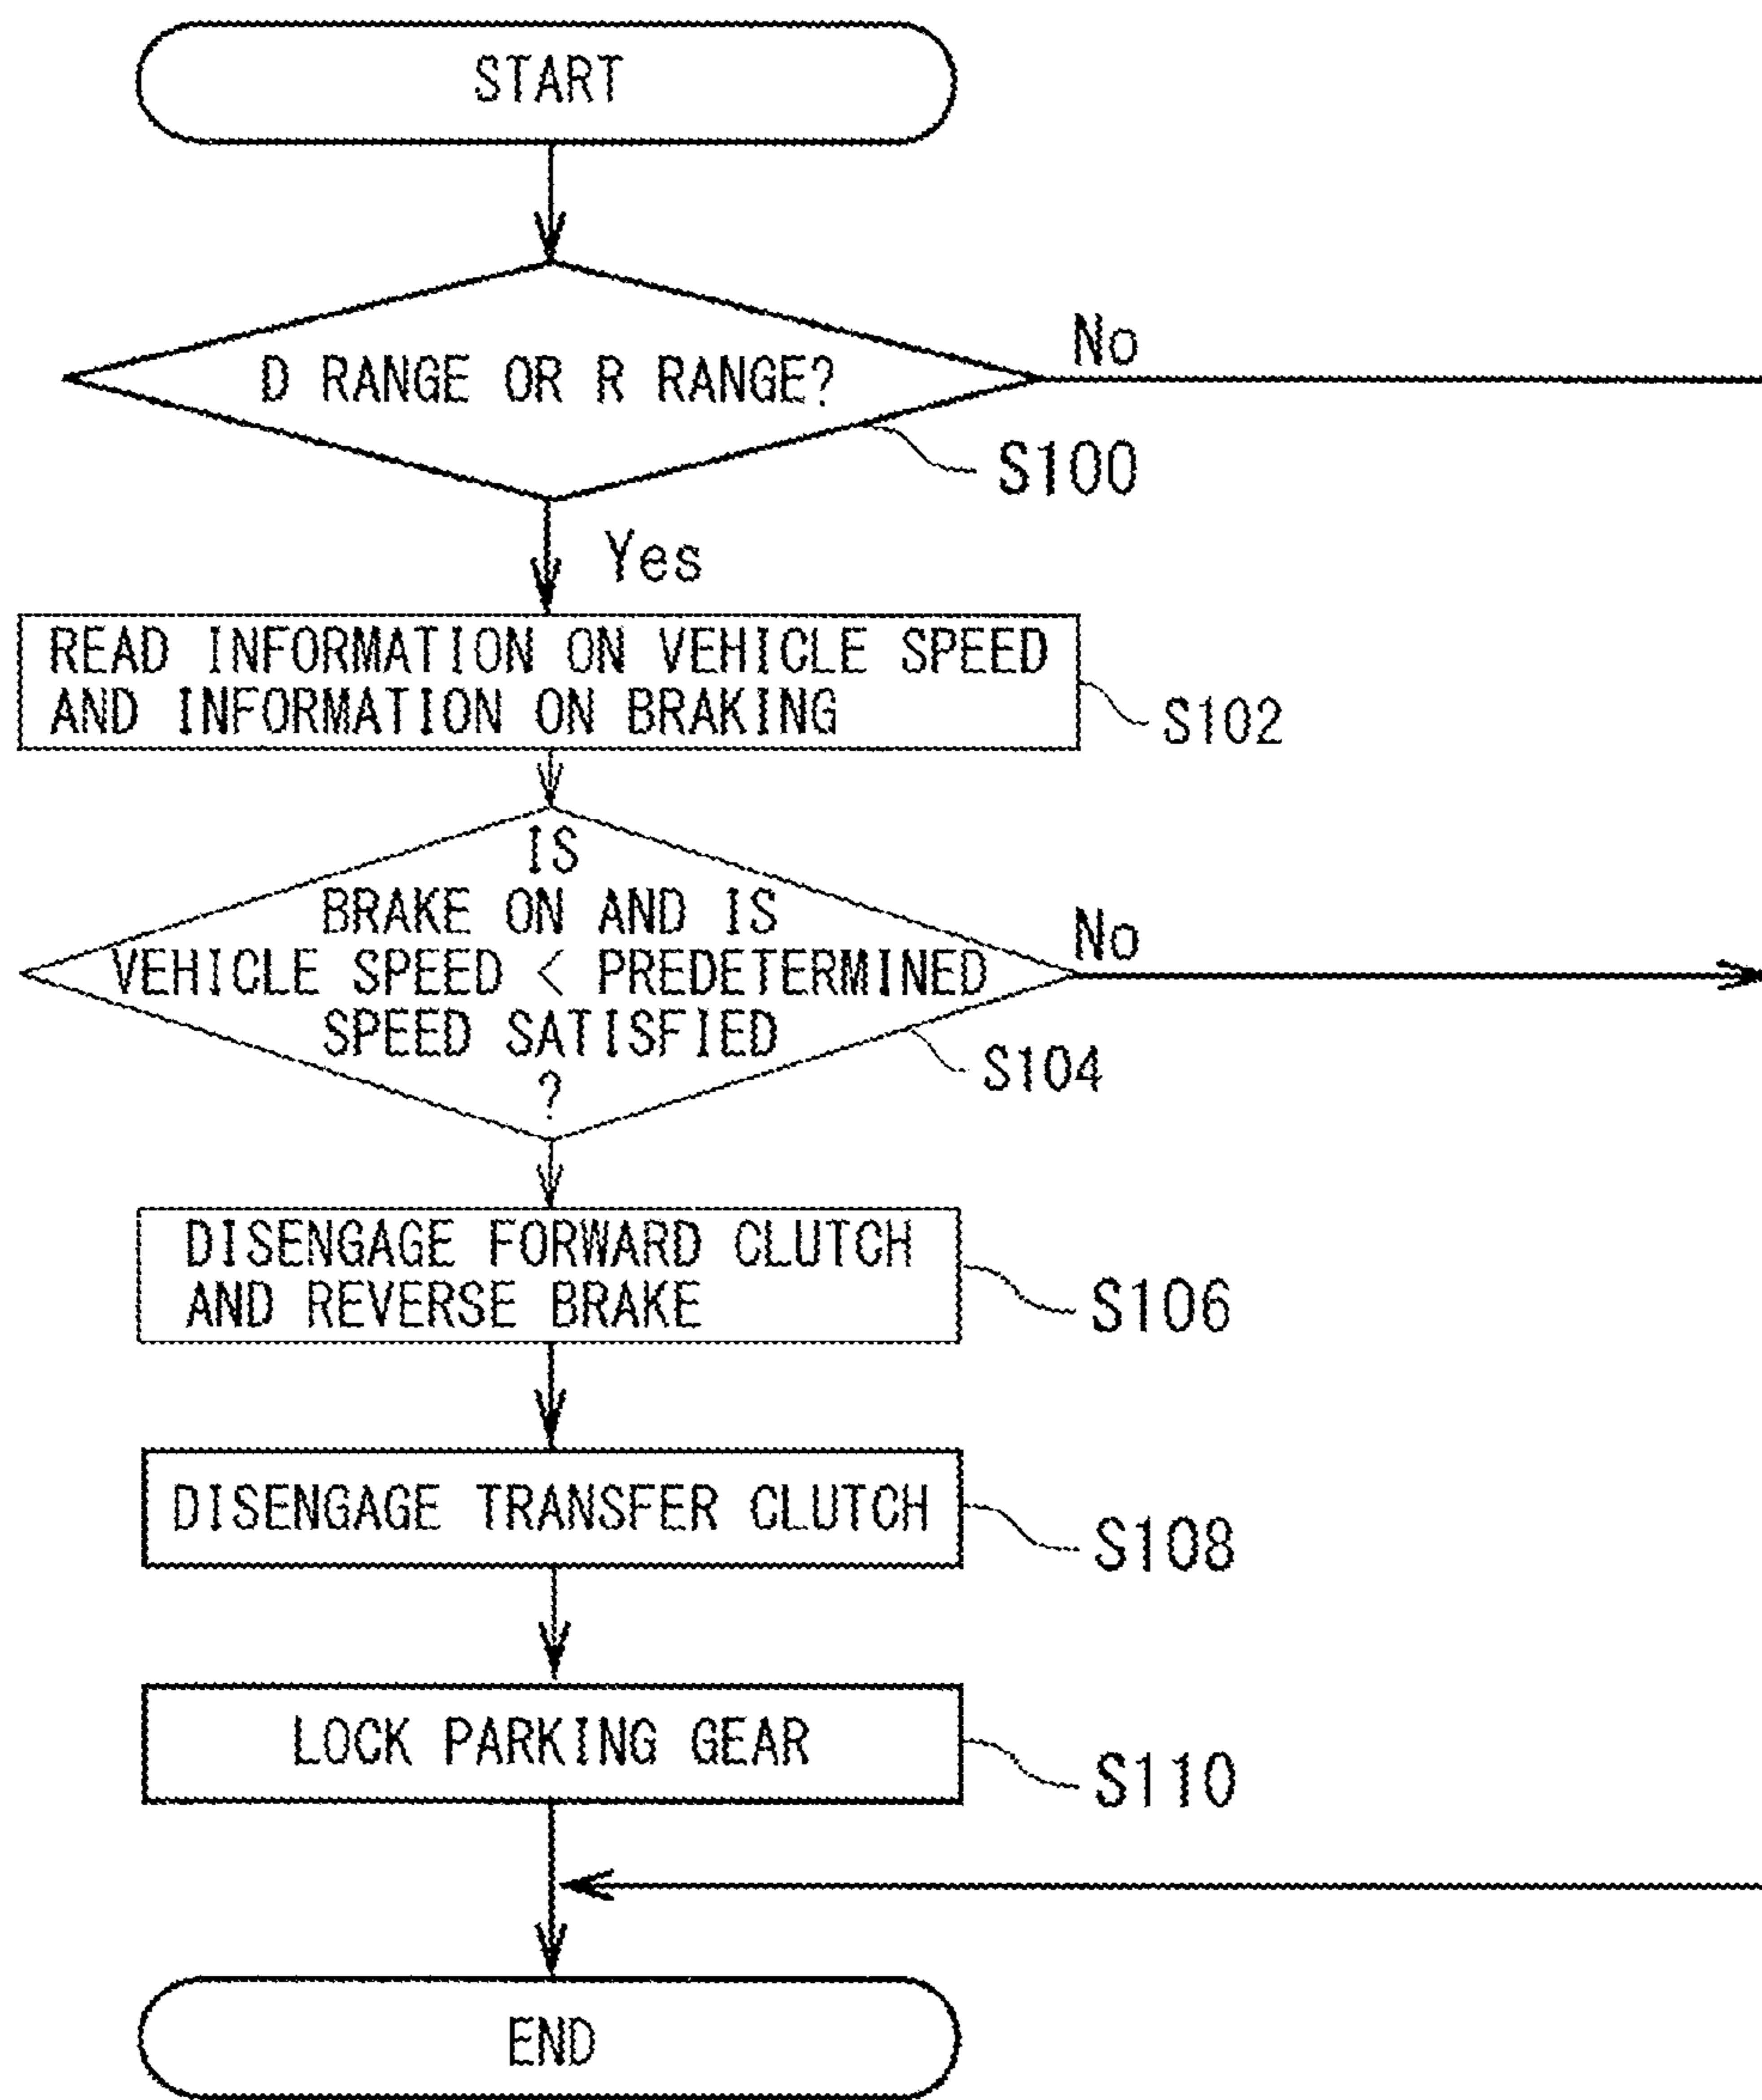 START
D RANGE OR R RANGE?
No
S100
Yes
READ INFORMATION ON VEHICLE SPEED
AND INFORMATION ON BRAKING
S102
IS
BRAKE ON AND IS
VEHICLE SPEED < PREDETERMINED
SPEED SATISFIED
?
No
S104
DISENGAGE FORWARD CLUTCH
AND REVERSE BRAKE
S106
DISENGAGE TRANSFER CLUTCH
S108
LOCK PARKING GEAR
S110
END